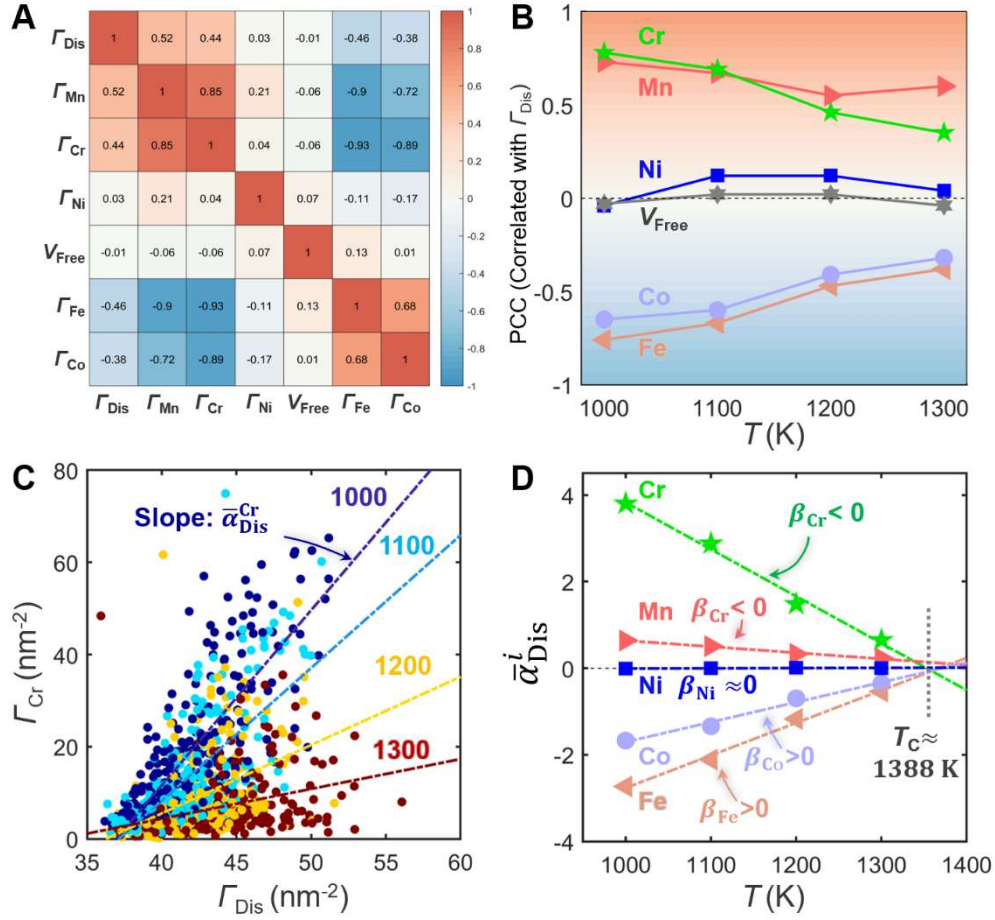 A
Γ_Dis 1 0.52 0.44 0.03 -0.01 -0.46 -0.38
Γ_Mn 0.52 1 0.85 0.21 -0.06 -0.9 -0.72
Γ_Cr 0.44 0.85 1 0.04 -0.06 -0.93 -0.89
Γ_Ni 0.03 0.21 0.04 1 0.07 -0.11 -0.17
V_Free -0.01 -0.06 -0.06 0.07 1 0.13 0.01
Γ_Fe -0.46 -0.9 -0.93 -0.11 0.13 1 0.68
Γ_Co -0.38 -0.72 -0.89 -0.17 0.01 0.68 1
Γ_Dis Γ_Mn Γ_Cr Γ_Ni V_Free Γ_Fe Γ_Co
1
0.8
0.6
0.4
0.2
0
-0.2
-0.4
-0.6
-0.8
-1
B
PCC (Correlated with Γ_Dis)
1
0.5
0
-0.5
-1
Cr
Mn
Ni
V_Free
Co
Fe
1000 1100 1200 1300
T (K)
C
Γ_Cr (nm⁻²)
80
60
40
20
0
Slope: ᾱ^Cr_Dis
1000
1100
1200
1300
35 40 45 50 55 60
Γ_Dis (nm⁻²)
D
ᾱ^i_Dis
4
2
0
-2
-4
Cr
β_Cr < 0
Mn
β_Cr < 0
Ni
β_Ni ≈0
Co
β_Co >0
Fe
β_Fe >0
T_C ≈
1388 K
1000 1100 1200 1300 1400
T (K)